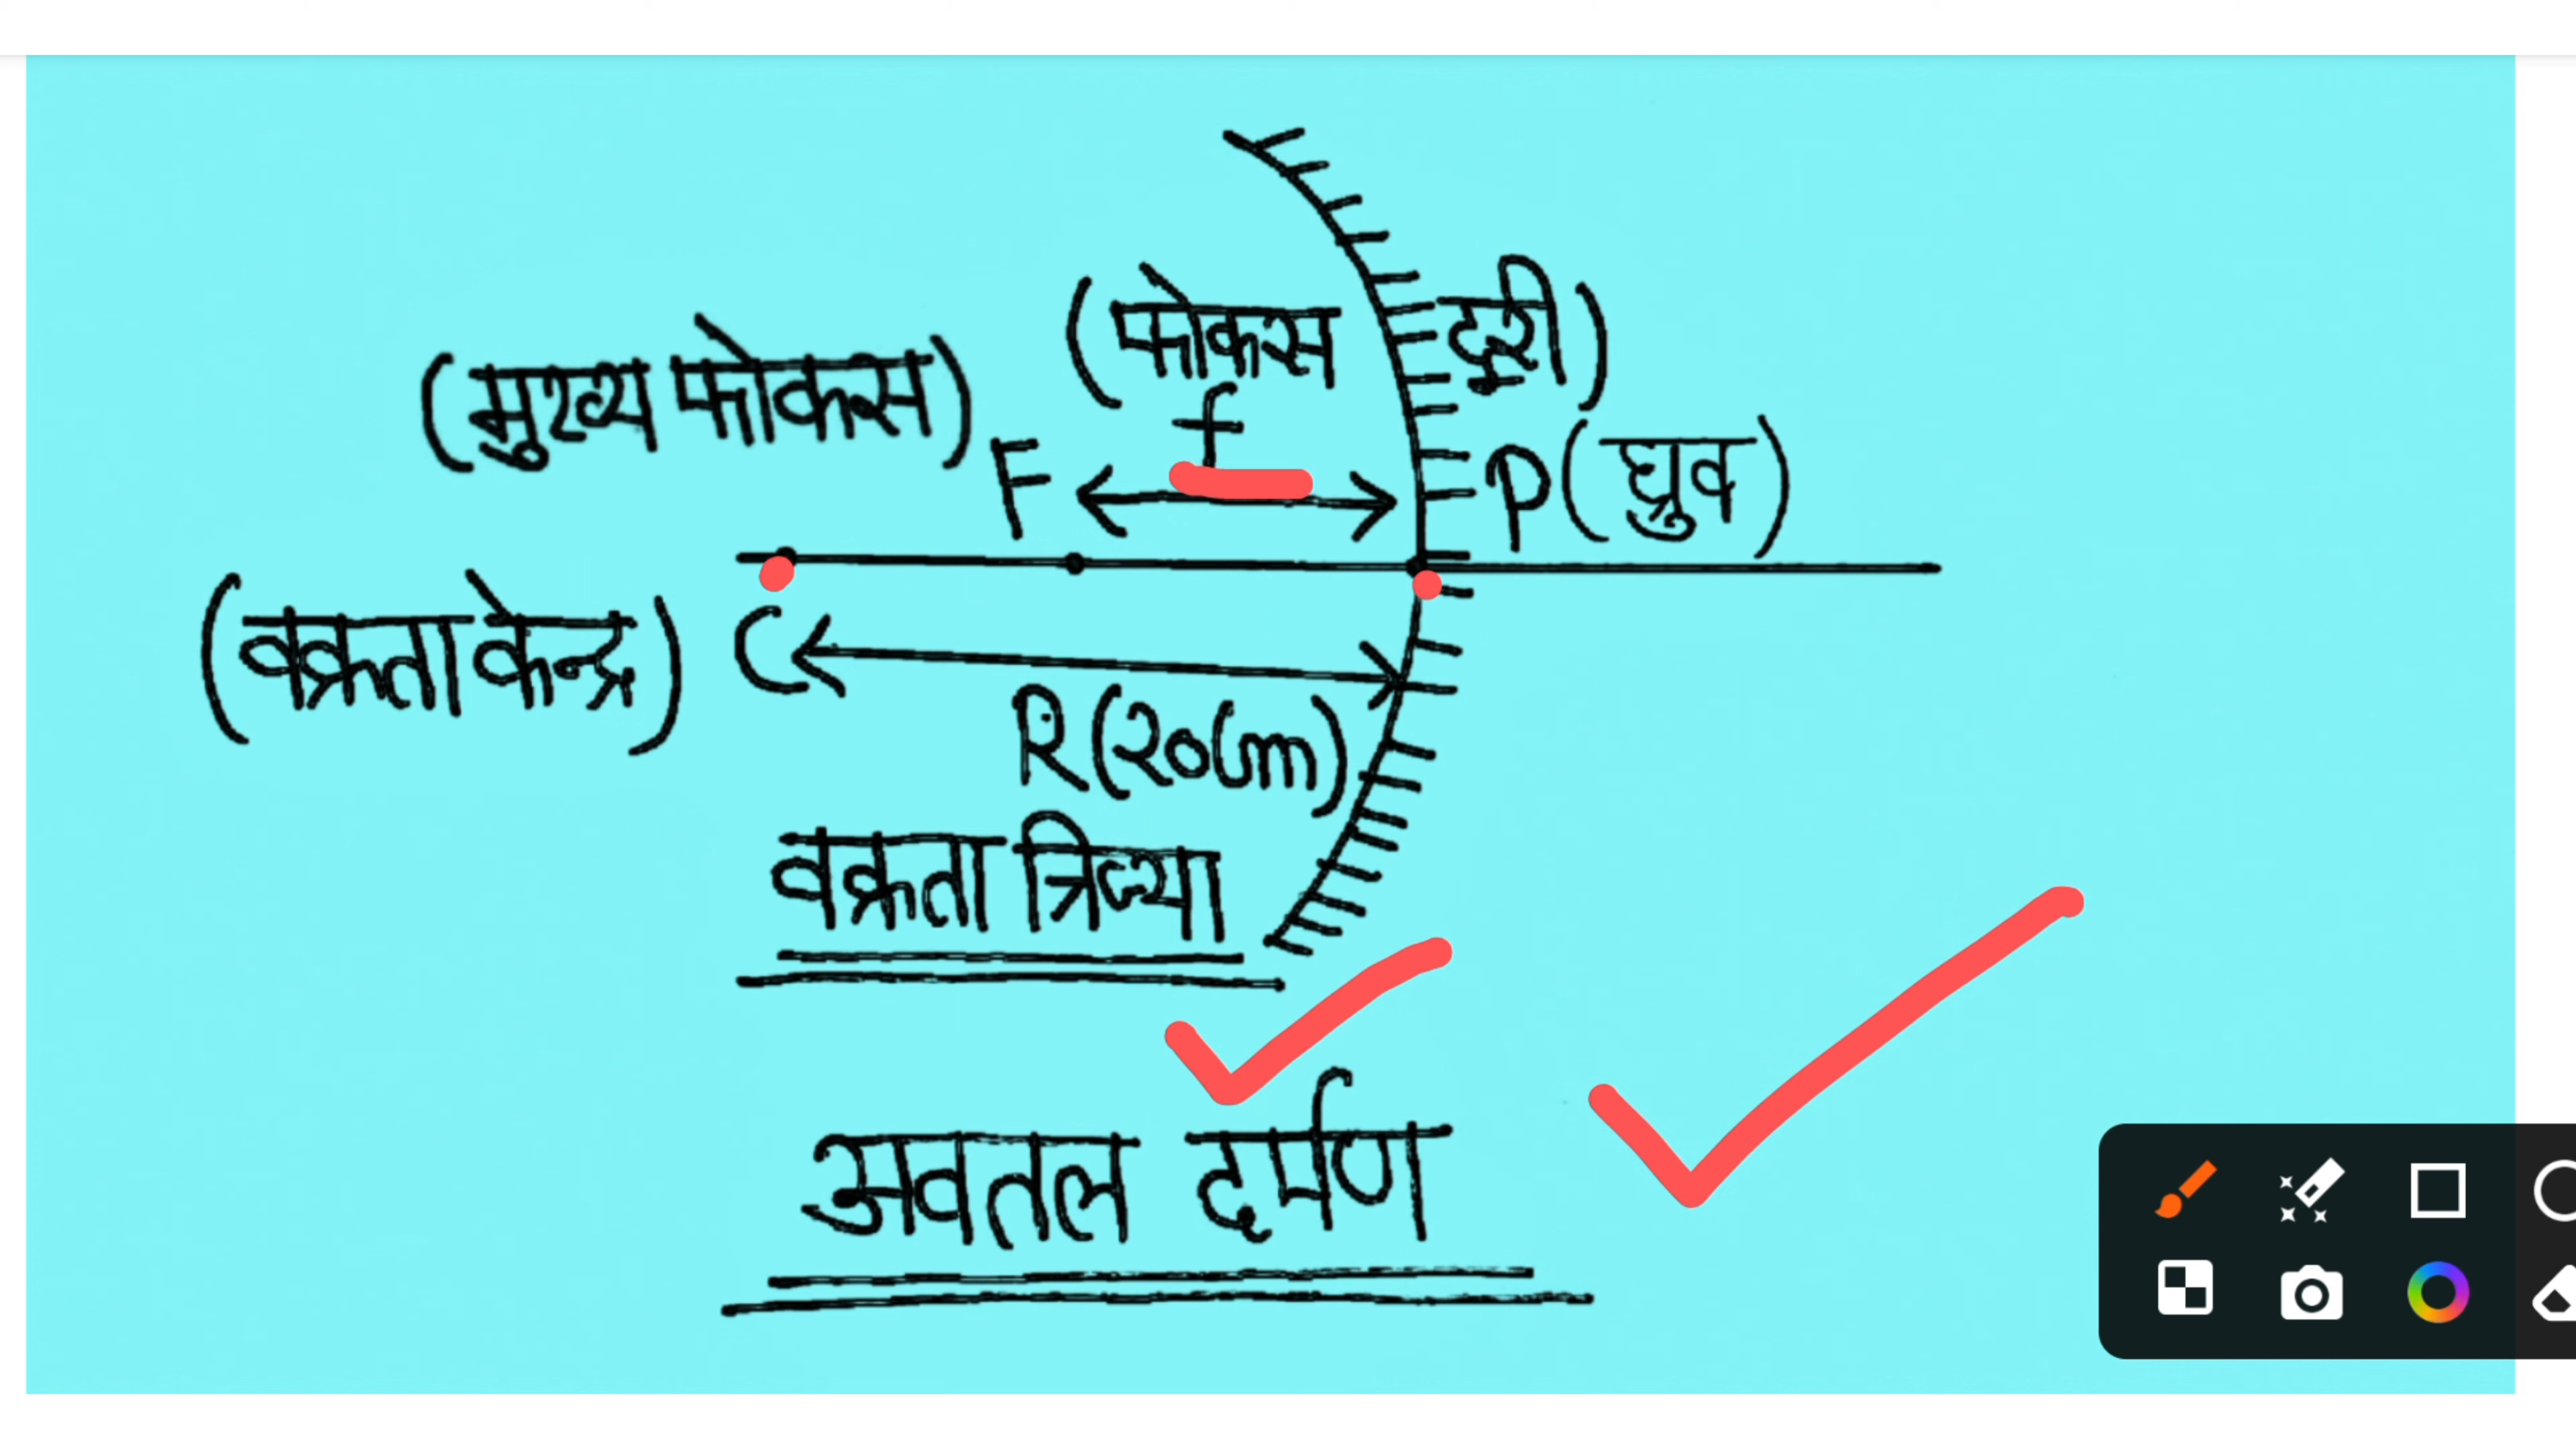 (फोकस दूरी)
(मुख्य फोकस)
f
F
P (ध्रुव)
(वक्रता केन्द्र)
C
R (20Cm)
वक्रता त्रिज्या
अवतल दर्पण